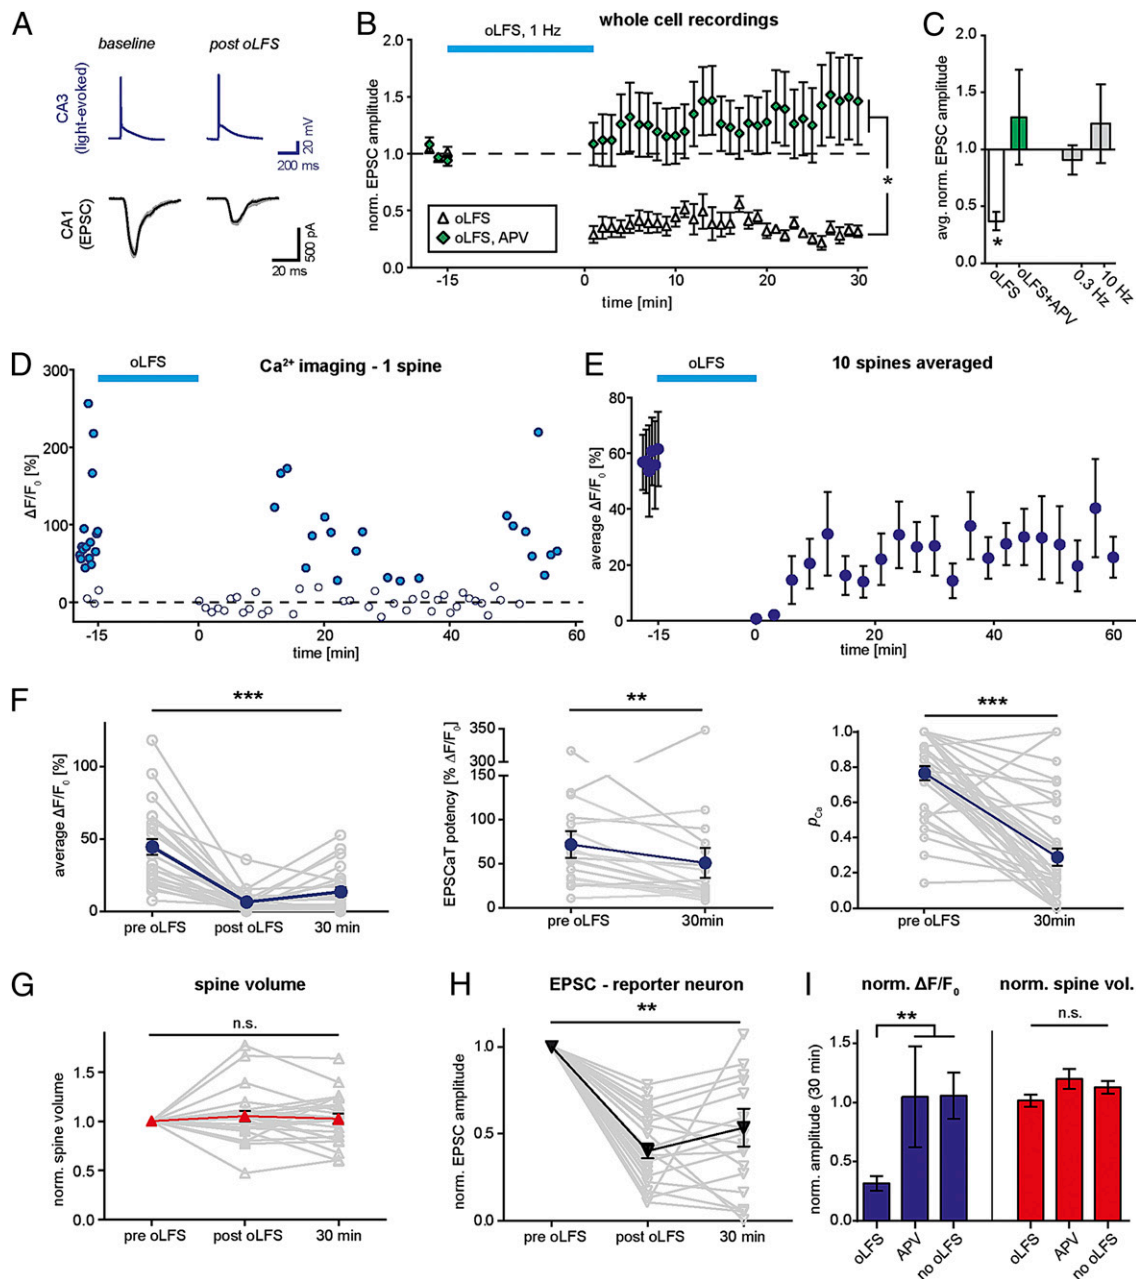 A
baseline
post oLFS
CA3
(light-evoked)
20 mV
200 ms
CA1
(EPSC)
500 pA
20 ms
B
whole cell recordings
oLFS, 1 Hz
norm. EPSC amplitude
2.0
1.5
1.0
0.5
0.0
oLFS
oLFS, APV
*
-15
0
10
20
30
time [min]
C
avg. norm. EPSC amplitude
2.0
1.5
1.0
0.5
0.0
*
oLFS
oLFS+APV
0.3 Hz
10 Hz
D
oLFS
Ca²⁺ imaging - 1 spine
ΔF/F₀ [%]
300
200
100
0
-15
0
20
40
60
time [min]
E
oLFS
10 spines averaged
average ΔF/F₀ [%]
80
60
40
20
0
-15
0
20
40
60
time [min]
F
***
average ΔF/F₀ [%]
100
50
0
pre oLFS
post oLFS
30 min
**
EPSCaT potency [% ΔF/F₀]
350
300
150
100
50
0
pre oLFS
30min
***
pCa
1.0
0.8
0.6
0.4
0.2
0.0
pre oLFS
30min
G
spine volume
n.s.
norm. spine volume
1.5
1.0
0.5
0.0
pre oLFS
post oLFS
30 min
H
EPSC - reporter neuron
**
norm. EPSC amplitude
1.0
0.5
0.0
pre oLFS
post oLFS
30 min
I
norm. ΔF/F₀
norm. spine vol.
**
n.s.
norm. amplitude (30 min)
1.5
1.0
0.5
0.0
oLFS
APV
no oLFS
oLFS
APV
no oLFS